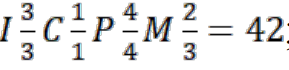 I 3/3 C 1/1 P 4/4 M 2/3 = 42;